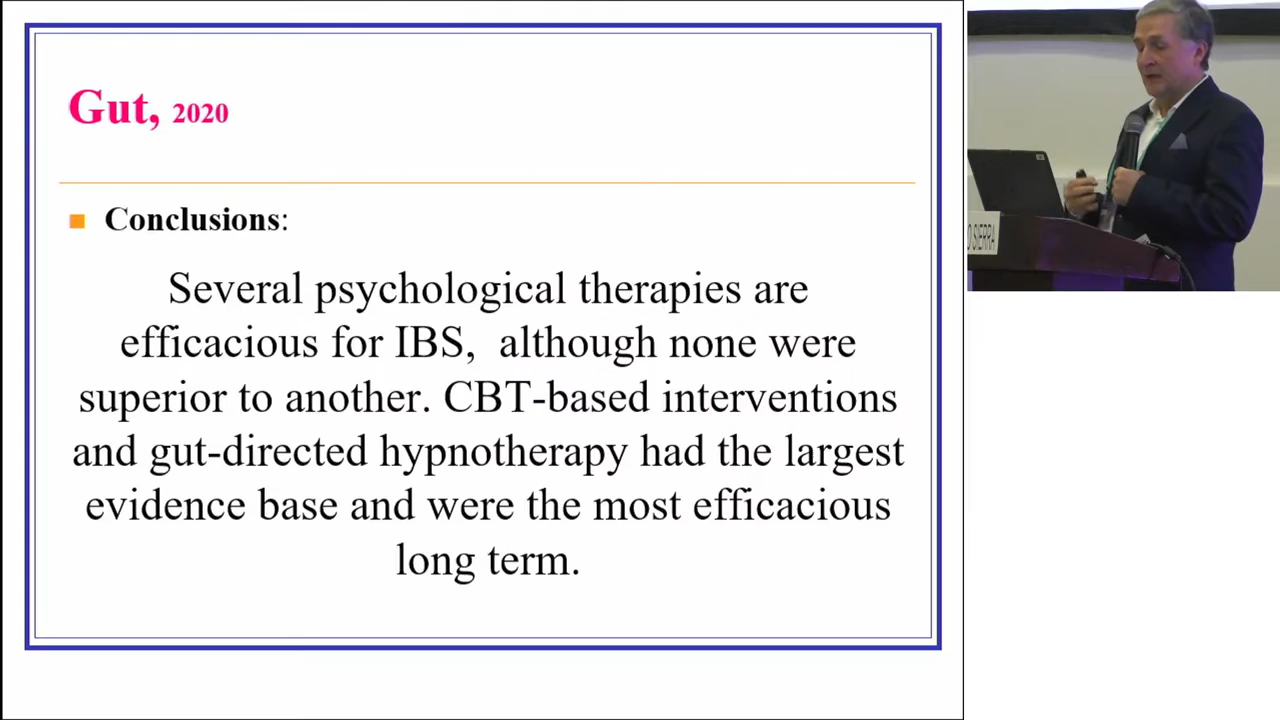 Gut, 2020
Conclusions:
Several psychological therapies are
efficacious for IBS, although none were
superior to another. CBT-based interventions
and gut-directed hypnotherapy had the largest
evidence base and were the most efficacious
long term.
O SIERRA